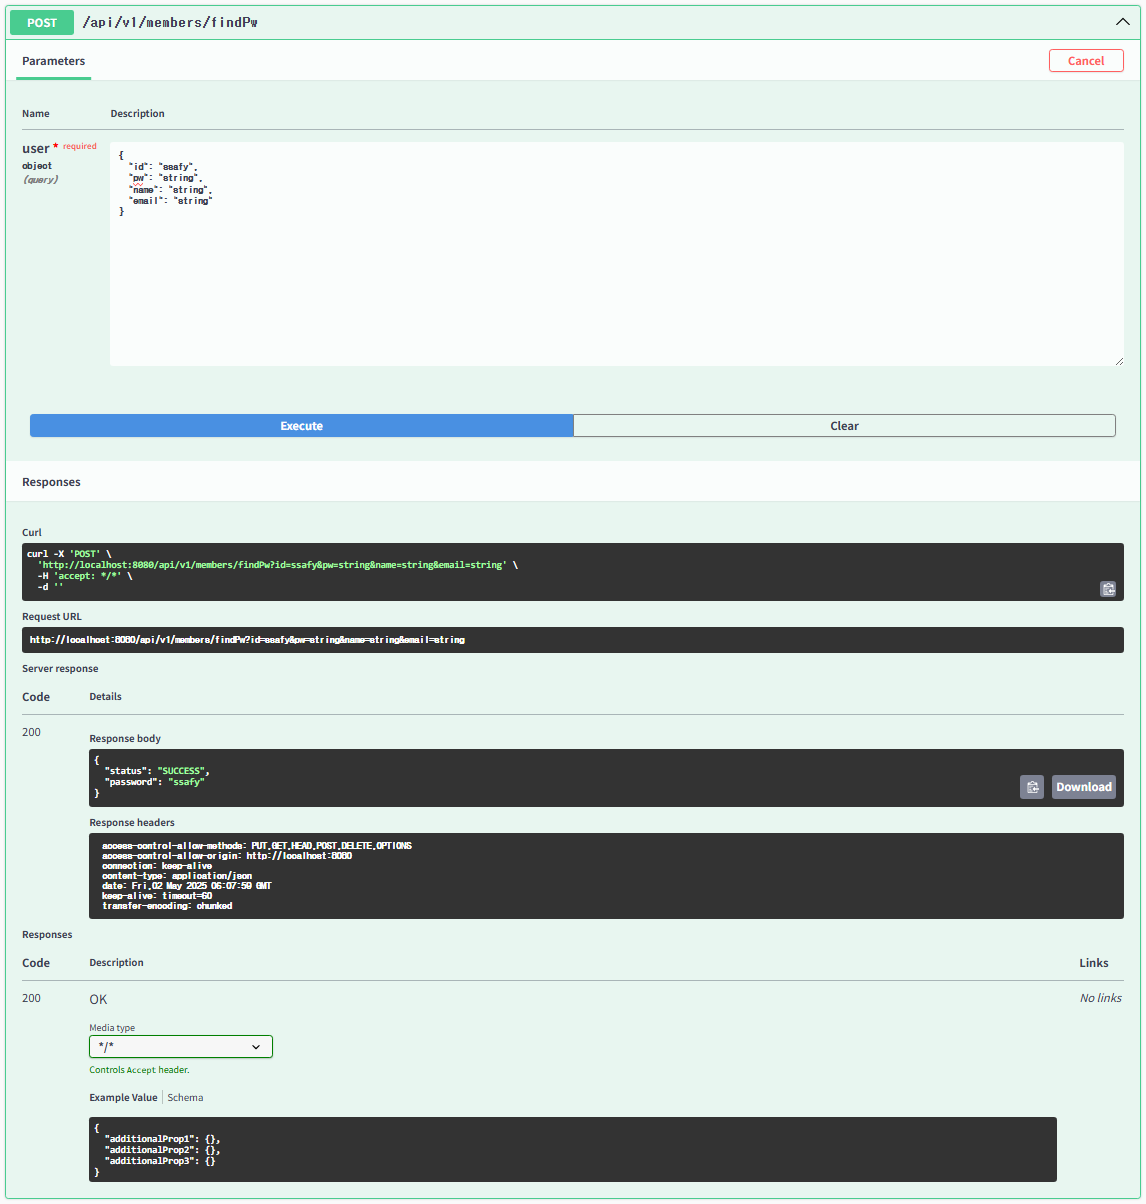 POST /api/v1/members/findPw
Parameters
Cancel
Name Description
user * required
object
(query)
{
"id": "ssafy",
"pw": "string",
"name": "string",
"email": "string"
}
Execute Clear
Responses
Curl
curl -X 'POST' \
'http://localhost:8080/api/v1/members/findPw?id=ssafy&pw=string&name=string&email=string' \
-H 'accept: */*' \
-d ''
Request URL
http://localhost:8080/api/v1/members/findPw?id=ssafy&pw=string&name=string&email=string
Server response
Code Details
200
Response body
{
"status": "SUCCESS",
"password": "ssafy"
}
Download
Response headers
access-control-allow-methods: PUT,GET,HEAD,POST,DELETE,OPTIONS
access-control-allow-origin: http://localhost:8080
connection: keep-alive
content-type: application/json
date: Fri,02 May 2025 06:07:59 GMT
keep-alive: timeout=60
transfer-encoding: chunked
Responses
Code Description Links
200 OK No links
Media type
*/*
Controls Accept header.
Example Value Schema
{
"additionalProp1": {},
"additionalProp2": {},
"additionalProp3": {}
}